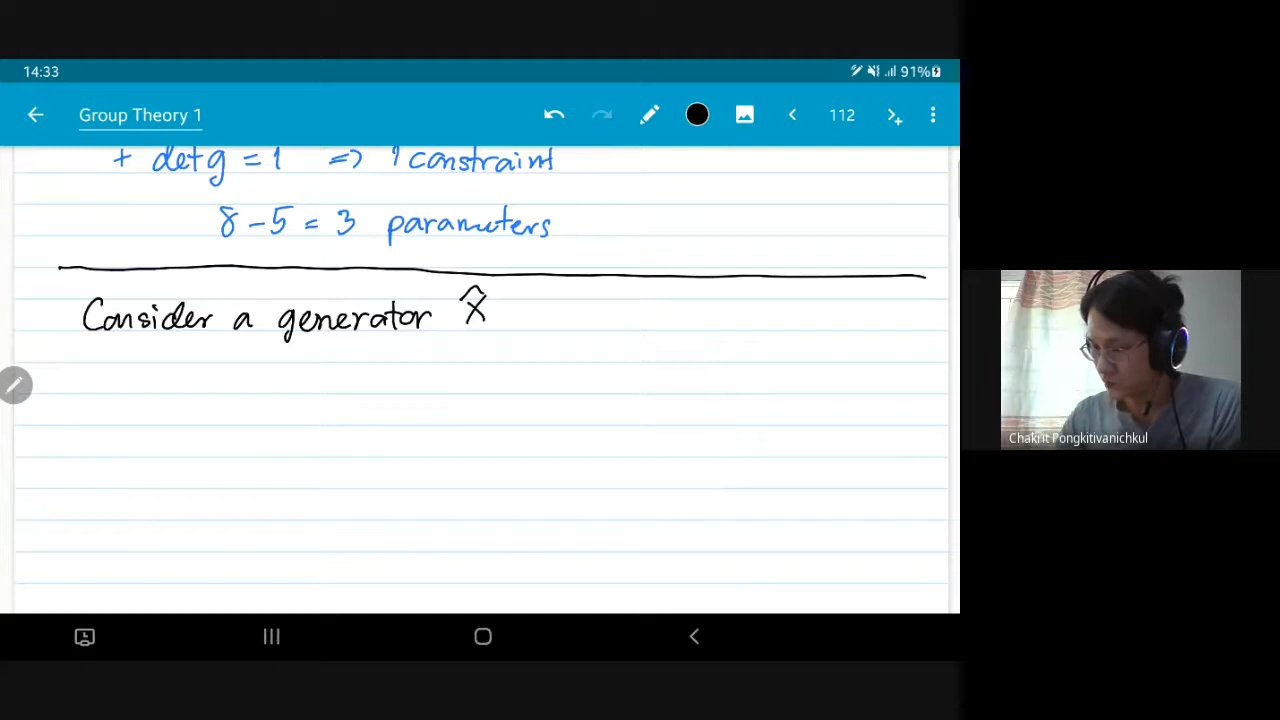 14:33 91%
Group Theory 1 112
+ det g = 1 => 1 constraint
8 - 5 = 3 parameters
Consider a generator X̂
Chakrit Pongkitivanichkul